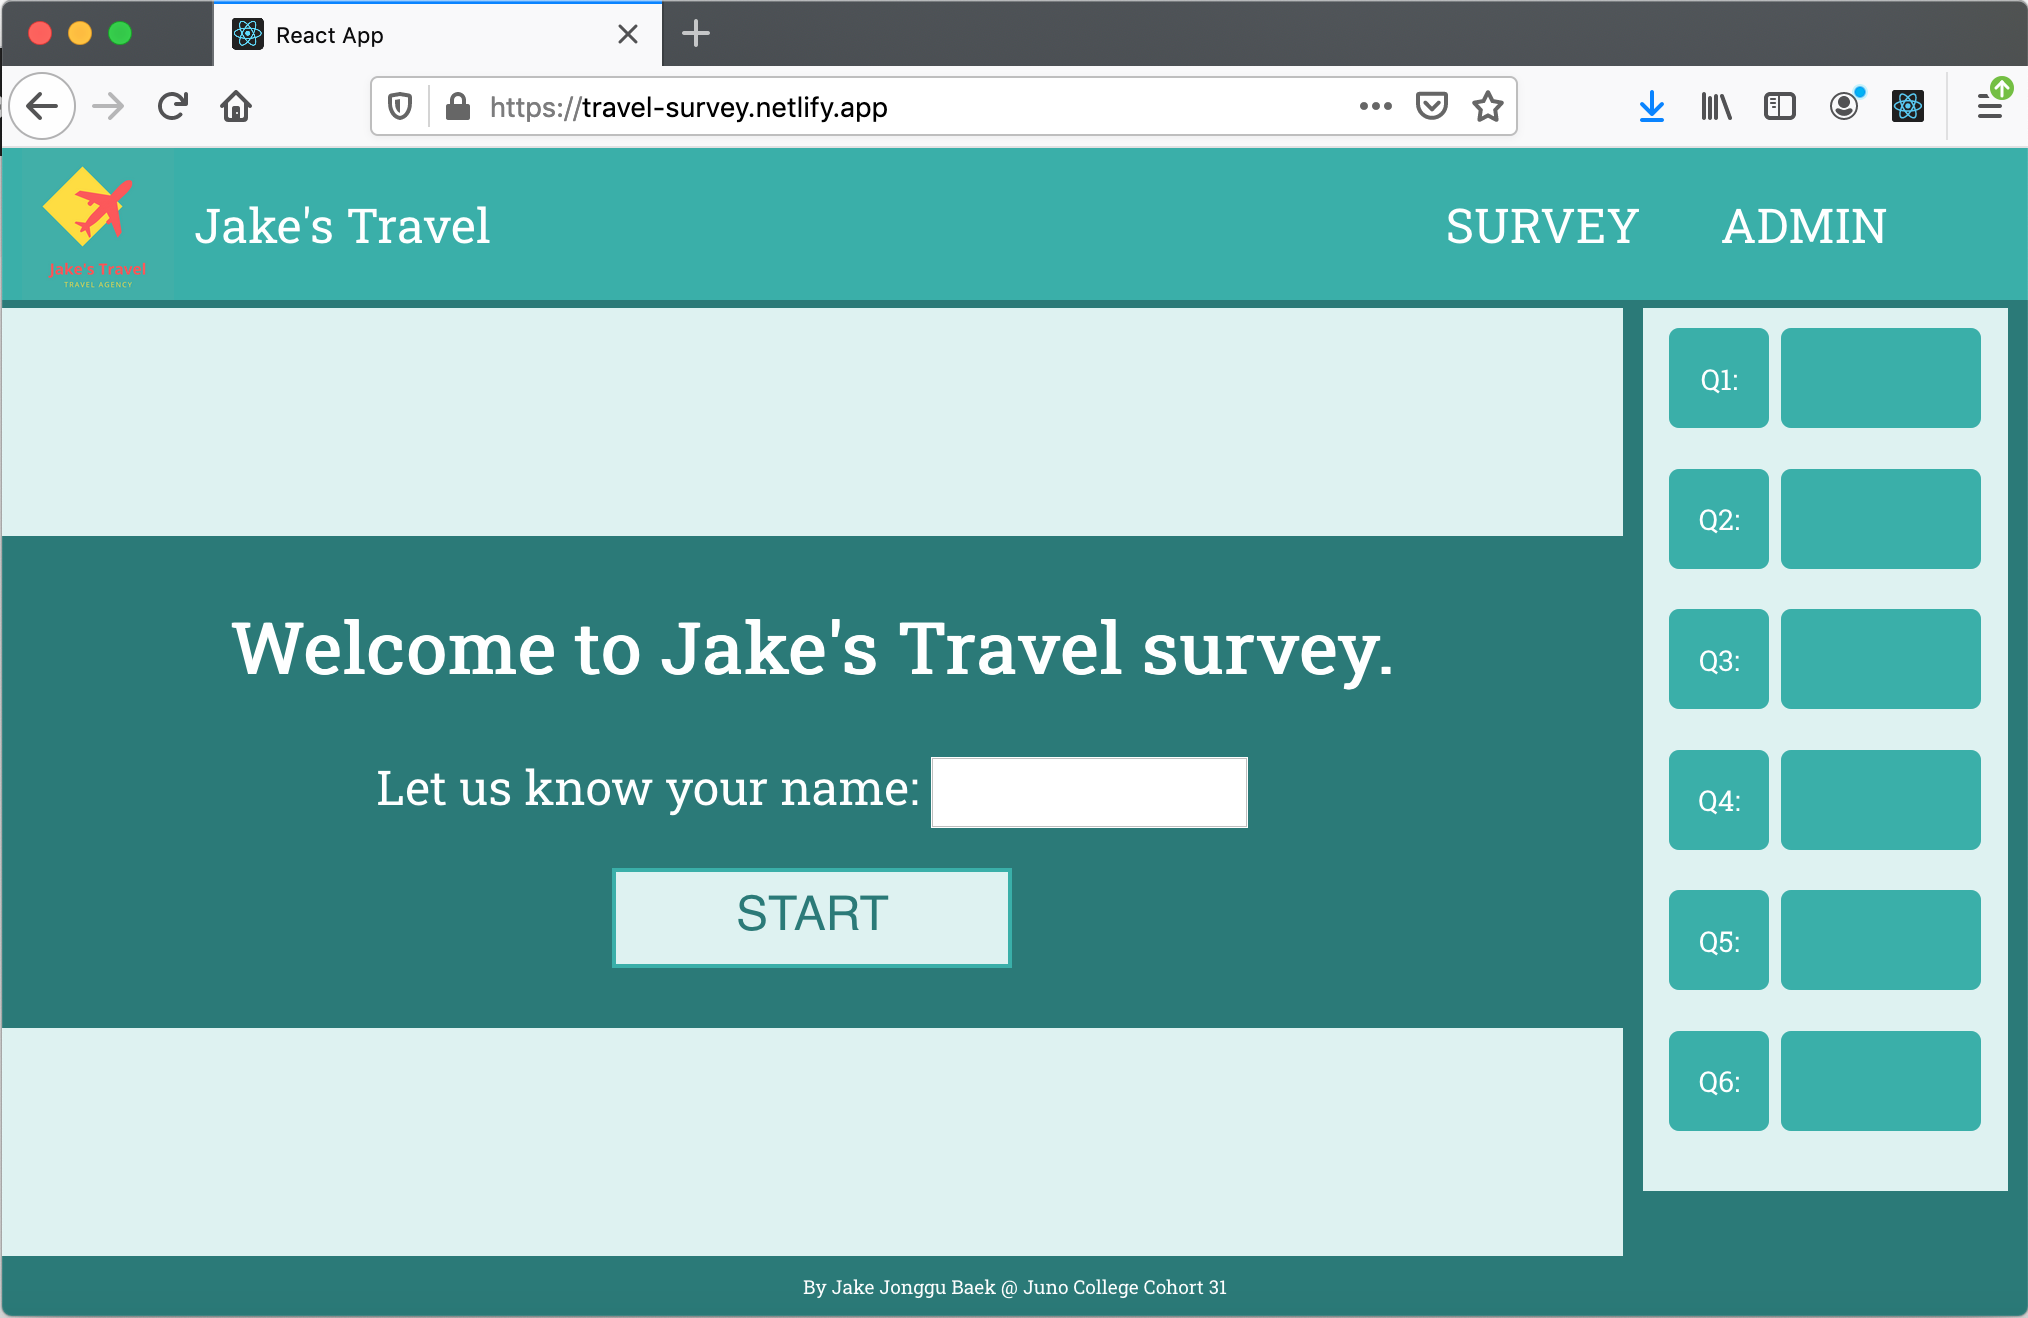 React App
https://travel-survey.netlify.app
Jake's Travel
TRAVEL AGENCY
Jake's Travel
SURVEY
ADMIN
Welcome to Jake's Travel survey.
Let us know your name:
START
Q1:
Q2:
Q3:
Q4:
Q5:
Q6:
By Jake Jonggu Baek @ Juno College Cohort 31